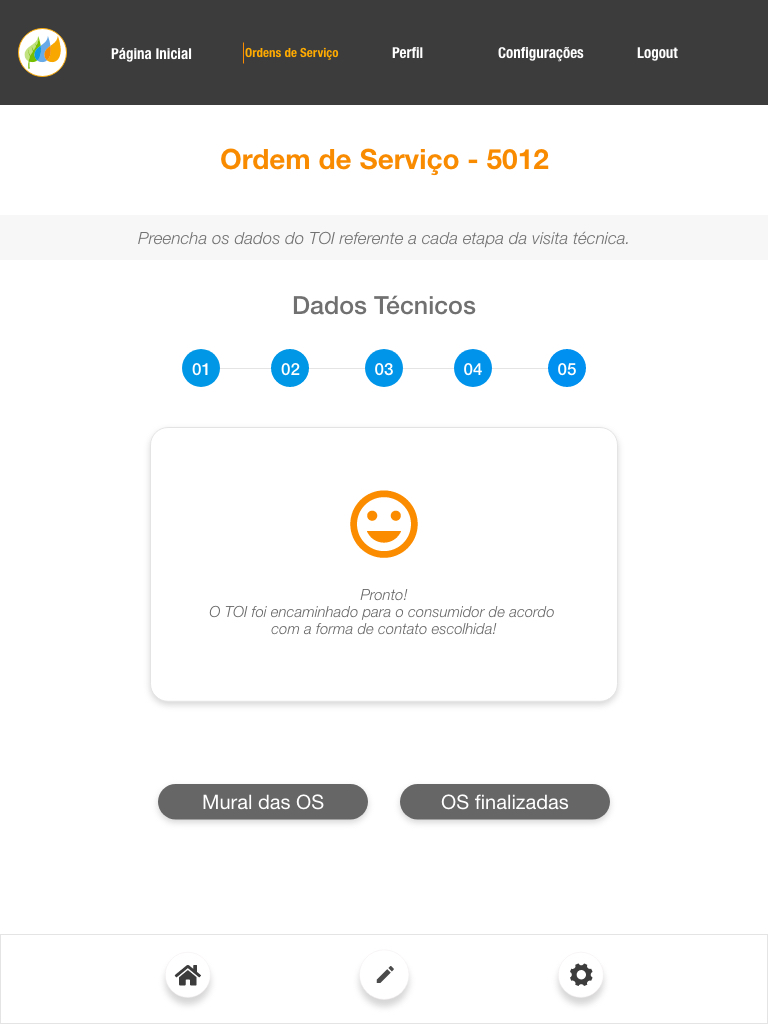 Página Inicial
Ordens de Serviço
Perfil
Configurações
Logout
Ordem de Serviço - 5012
Preencha os dados do TOI referente a cada etapa da visita técnica.
Dados Técnicos
01
02
03
04
05
Pronto!
O TOI foi encaminhado para o consumidor de acordo
com a forma de contato escolhida!
Mural das OS
OS finalizadas